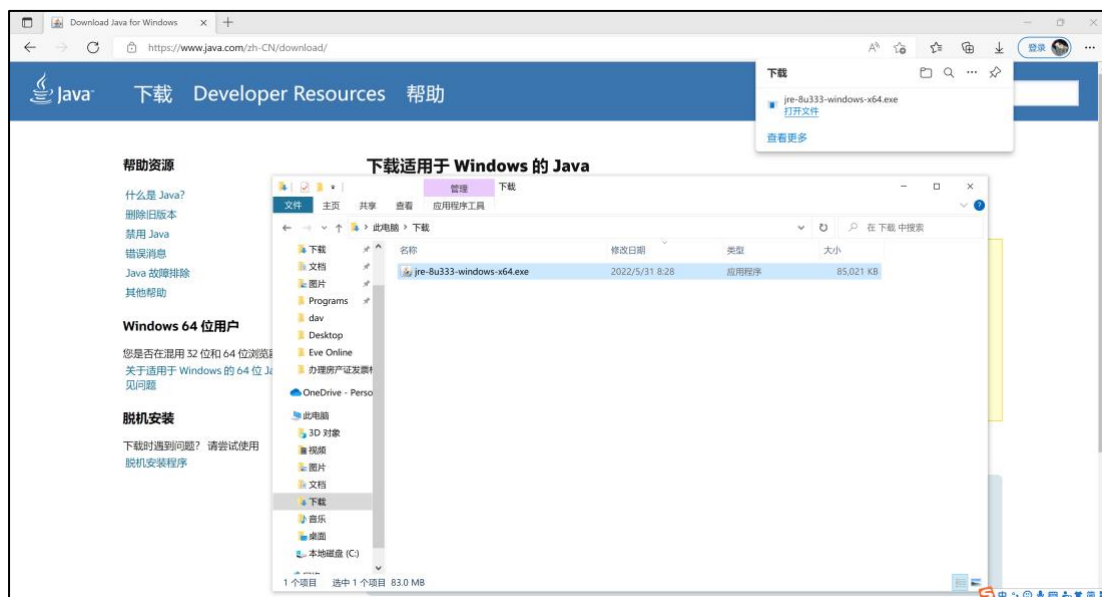 Download Java for Windows
https://www.java.com/zh-CN/download/
登录
Java
下载 Developer Resources 帮助
下载
jre-8u333-windows-x64.exe
打开文件
查看更多
帮助资源
什么是 Java?
删除旧版本
禁用 Java
错误消息
Java 故障排除
其他帮助
Windows 64 位用户
您是否在混用 32 位和 64 位浏览
关于适用于 Windows 的 64 位
见问题
脱机安装
下载时遇到问题? 请尝试使用
脱机安装程序
下载适用于 Windows 的 Java
管理 下载
文件 主页 共享 查看 应用程序工具
此电脑 下载
在 下载 中搜索
名称 修改日期 类型 大小
jre-8u333-windows-x64.exe 2022/5/31 8:28 应用程序 85,021 KB
下载
文档
图片
Programs
dav
Desktop
Eve Online
办理房产证发票
OneDrive - Perso
此电脑
3D 对象
视频
图片
文档
下载
音乐
桌面
本地磁盘 (C:)
1 个项目 选中 1 个项目 83.0 MB
中
简